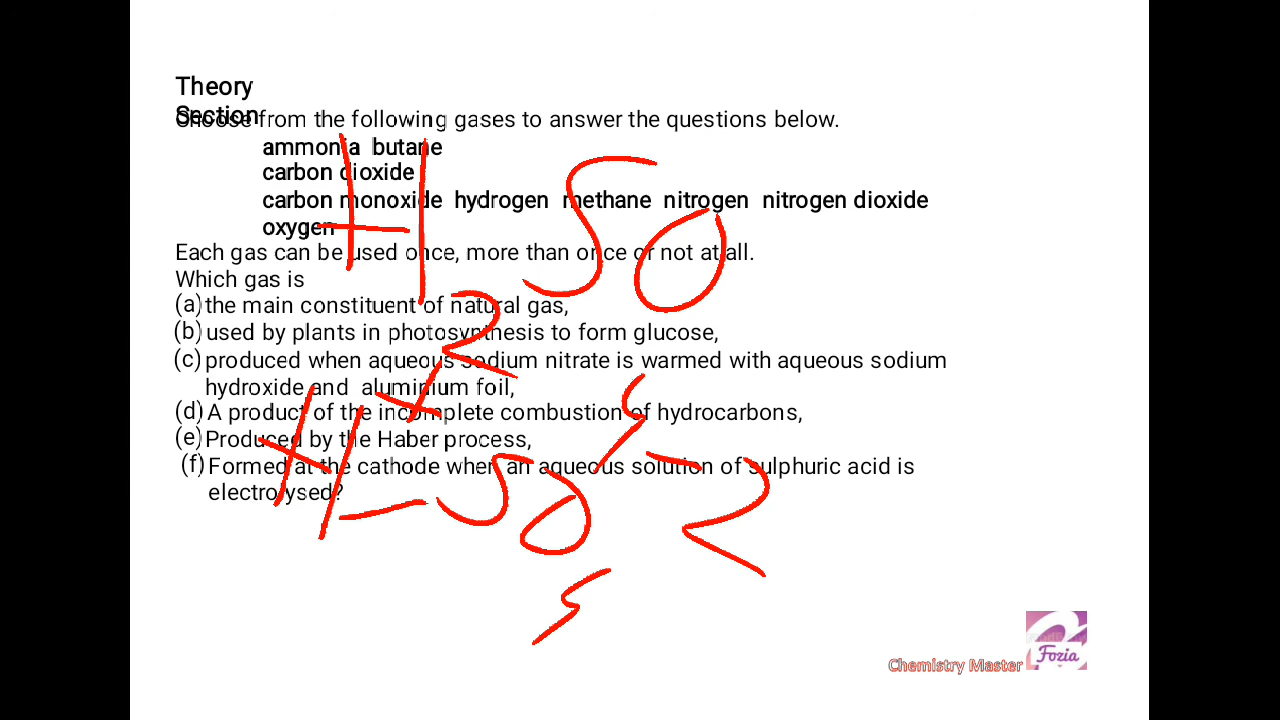 Theory
Section
Choose from the following gases to answer the questions below.
ammonia butane
carbon dioxide
carbon monoxide hydrogen methane nitrogen nitrogen dioxide
oxygen
Each gas can be used once, more than once or not at all.
Which gas is
(a) the main constituent of natural gas,
(b) used by plants in photosynthesis to form glucose,
(c) produced when aqueous sodium nitrate is warmed with aqueous sodium
hydroxide and aluminium foil,
(d) A product of the incomplete combustion of hydrocarbons,
(e) Produced by the Haber process,
(f) Formed at the cathode when an aqueous solution of sulphuric acid is
electrolysed?
H SO
2
H SO
2
Chemistry Master
Fozia